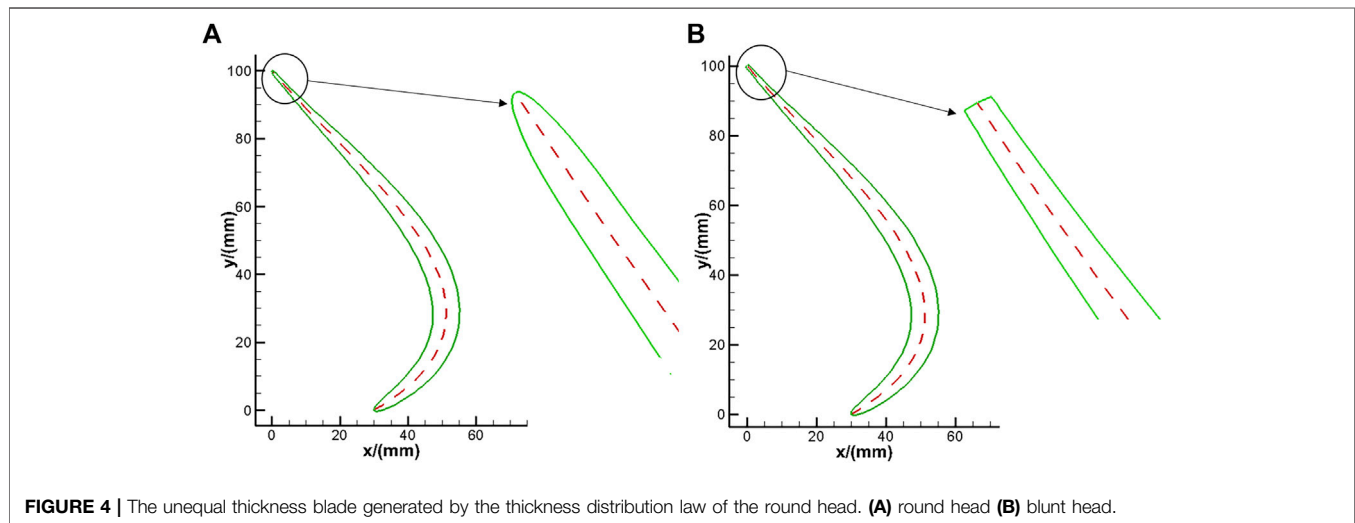 A
B
100
80
60
40
20
0
y/(mm)
0
20
40
60
x/(mm)
100
80
60
40
20
0
y/(mm)
0
20
40
60
x/(mm)
FIGURE 4 | The unequal thickness blade generated by the thickness distribution law of the round head. (A) round head (B) blunt head.